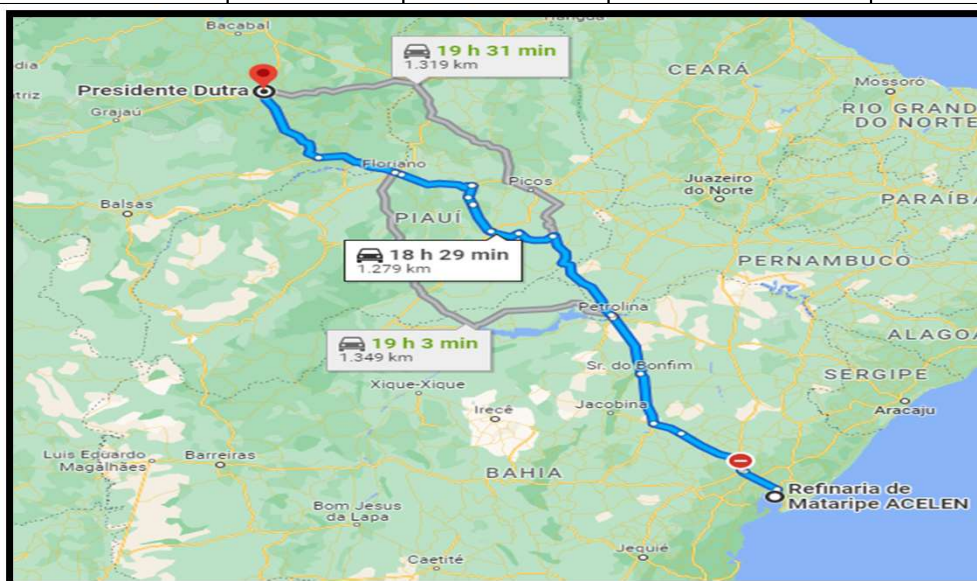 Bacabal
19 h 31 min
1.319 km
CEARÁ
Mossoró
Presidente Dutra
Grajaú
RIO GRAND
DO NORTE
Floriano
Picos
Juazeiro
do Norte
Balsas
PARAÍBA
PIAUÍ
18 h 29 min
1.279 km
PERNAMBUCO
Petrolina
19 h 3 min
1.349 km
ALAGOA
Sr. do Bonfim
SERGIPE
Xique-Xique
Jacobina
Aracaju
Irecê
Luis Eduardo
Magalhães
Barreiras
BAHIA
Refinaria de
Mataripe ACELEN
Bom Jesus
da Lapa
Jequié
Caetité